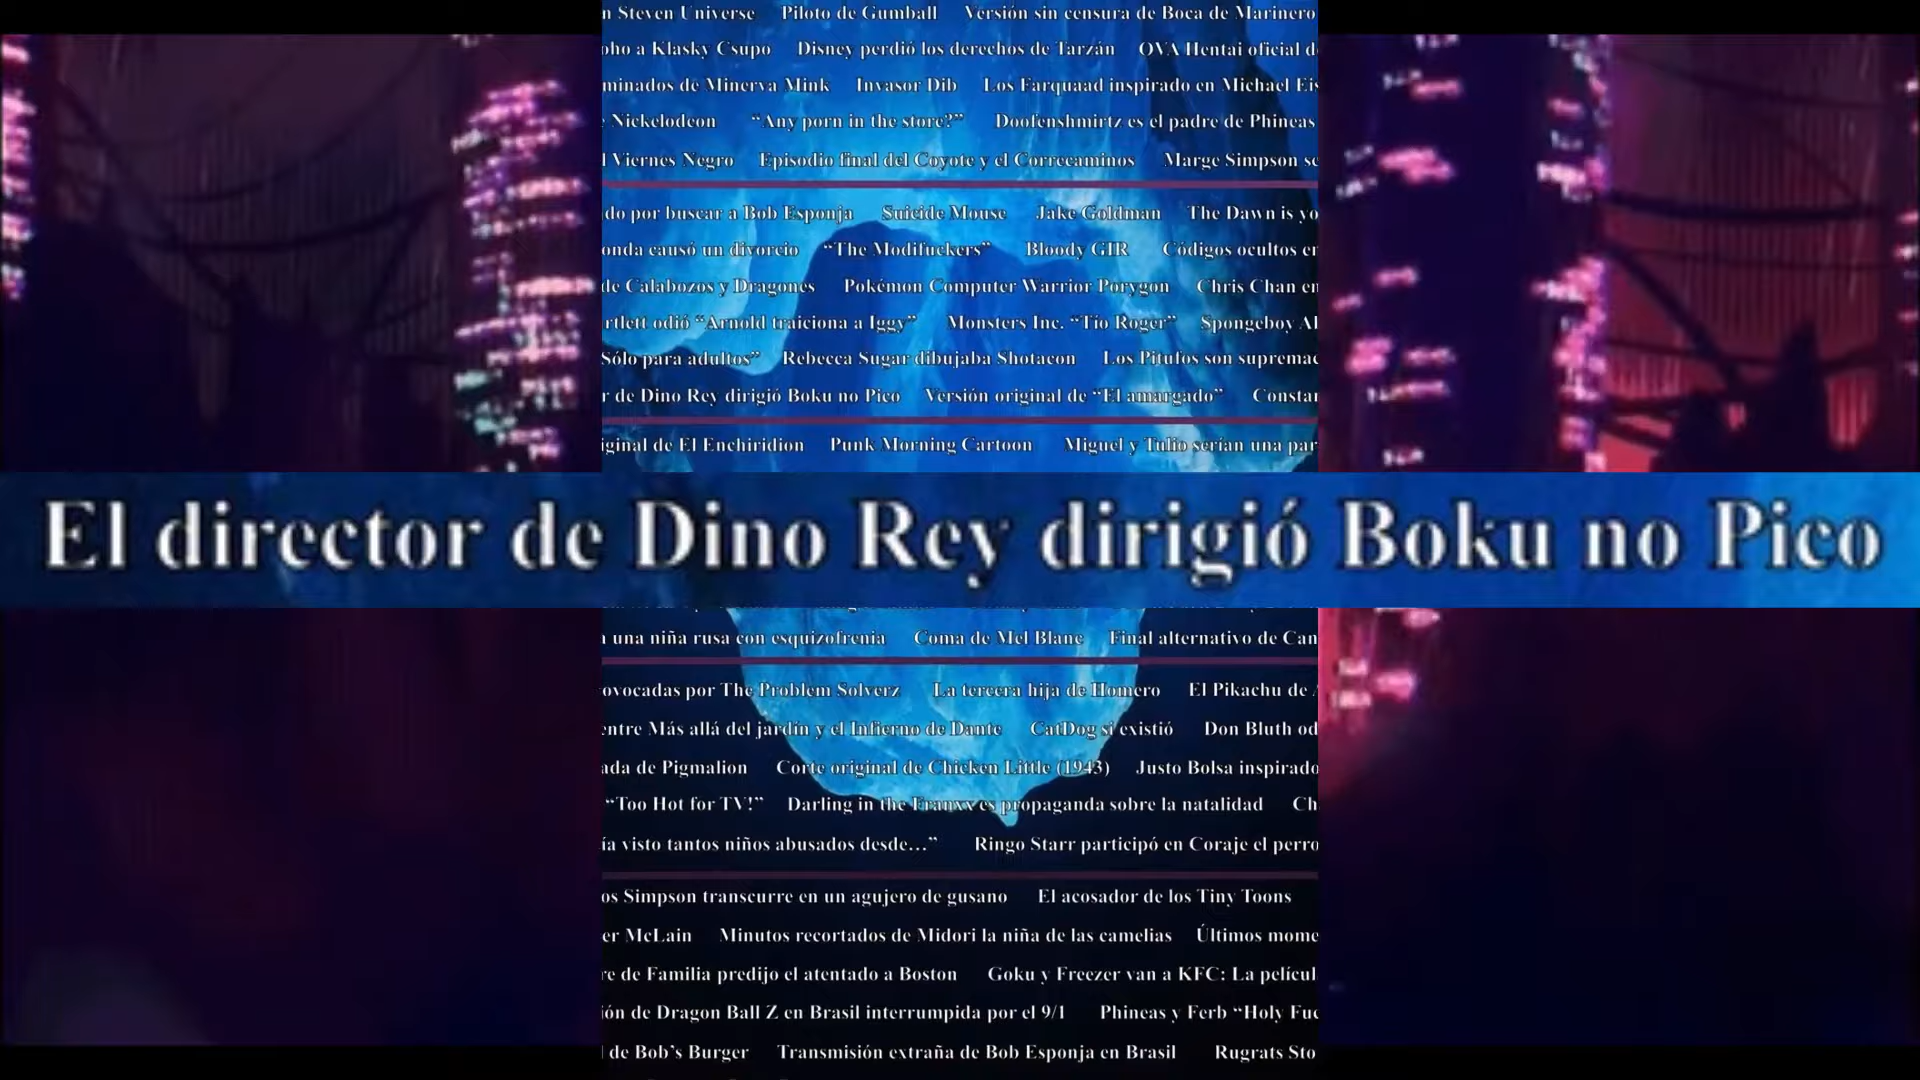 n Steven Universe Piloto de Gumball Versión sin censura de Boca de Marinero
oho a Klasky Csupo Disney perdió los derechos de Tarzán OVA Hentai oficial d
minados de Minerva Mink Invasor Dib Los Farquaad inspirado en Michael Eis
Nickelodeon “Any porn in the store?” Doofenshmirtz es el padre de Phineas
l Viernes Negro Episodio final del Coyote y el Correcaminos Marge Simpson se
do por buscar a Bob Esponja Suicide Mouse Jake Goldman The Dawn is yo
onda causó un divorcio “The Modifuckers” Bloody GIR Códigos ocultos en
de Calabozos y Dragones Pokémon Computer Warrior Porygon Chris Chan en
rtlett odió “Arnold traiciona a Iggy” Monsters Inc. “Tío Roger” Spongeboy Al
Sólo para adultos” Rebecca Sugar dibujaba Shotacon Los Pitufos son supremac
r de Dino Rey dirigió Boku no Pico Versión original de “El amargado” Constan
iginal de El Enchiridion Punk Morning Cartoon Miguel y Tulio serían una par
El director de Dino Rey dirigió Boku no Pico
a una niña rusa con esquizofrenia Coma de Mel Blanc Final alternativo de Can
rovocadas por The Problem Solverz La tercera hija de Homero El Pikachu de
entre Más allá del jardín y el Infierno de Dante CatDog sí existió Don Bluth od
ada de Pigmalion Corte original de Chicken Little (1943) Justo Bolsa inspirado
“Too Hot for TV!” Darling in the Franxx es propaganda sobre la natalidad Ch
ía visto tantos niños abusados desde...” Ringo Starr participó en Coraje el perro
os Simpson transcurre en un agujero de gusano El acosador de los Tiny Toons
er McLain Minutos recortados de Midori la niña de las camelias Últimos mome
re de Familia predijo el atentado a Boston Goku y Freezer van a KFC: La películ
ión de Dragon Ball Z en Brasil interrumpida por el 9/1 Phineas y Ferb “Holy Fuc
l de Bob’s Burger Transmisión extraña de Bob Esponja en Brasil Rugrats Sto